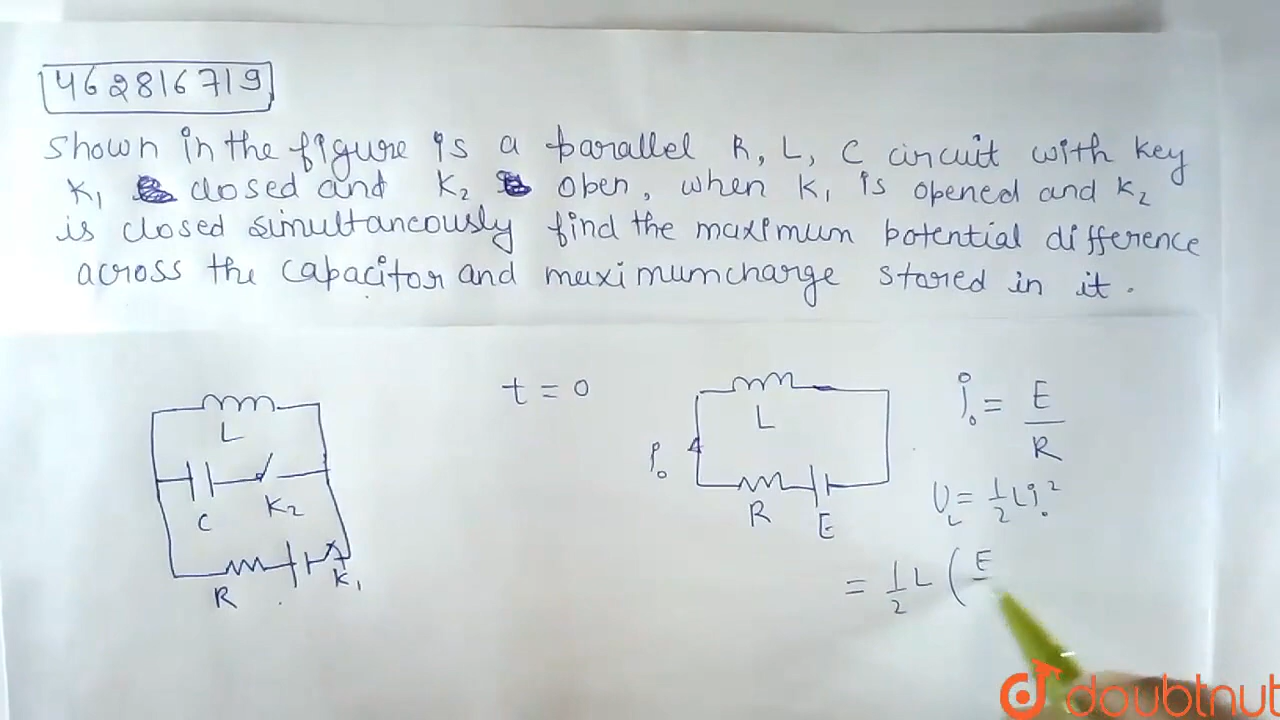 462816719
Shown in the figure is a parallel R, L, C circuit with key
K₁ closed and K₂ open, when K₁ is opened and K₂
is closed simultaneously find the maximum potential difference
across the capacitor and maximum charge stored in it.
t = 0
L
K₂
C
R
K₁
L
i₀
R
E
i₀ = E/R
U_L = 1/2 L i₀²
= 1/2 L (E
doubtnut